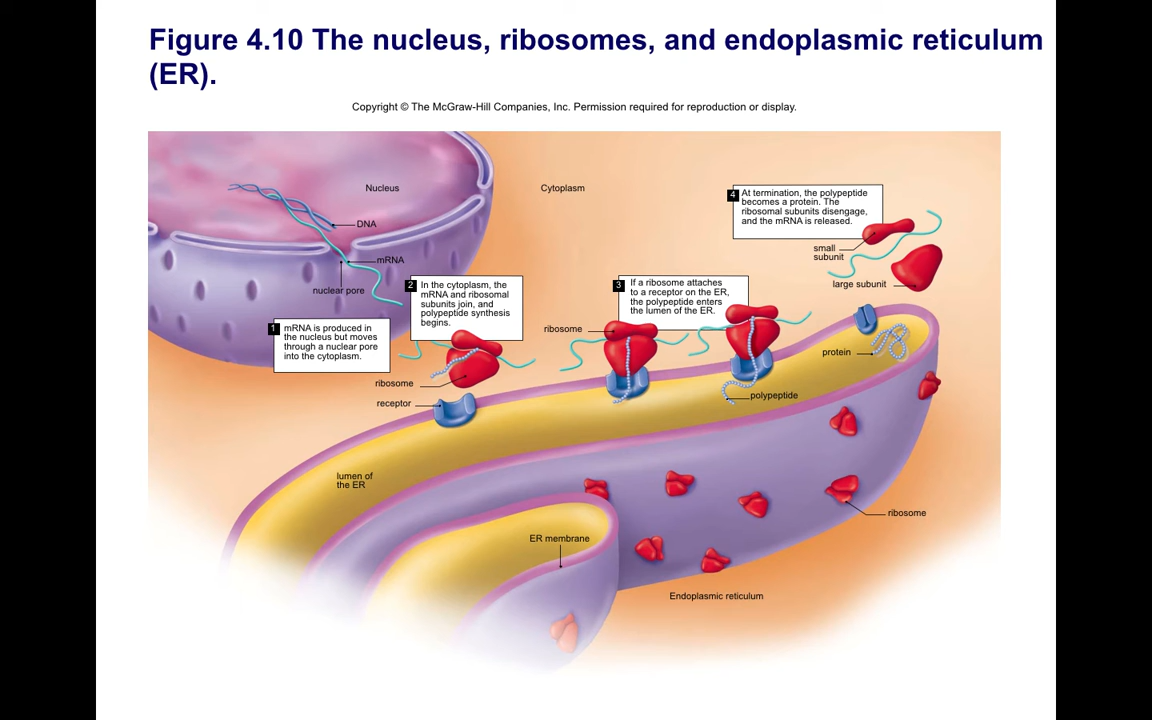 Figure 4.10 The nucleus, ribosomes, and endoplasmic reticulum
(ER).
Copyright © The McGraw-Hill Companies, Inc. Permission required for reproduction or display.
Nucleus
Cytoplasm
DNA
mRNA
nuclear pore
1 mRNA is produced in
the nucleus but moves
through a nuclear pore
into the cytoplasm.
2 In the cytoplasm, the
mRNA and ribosomal
subunits join, and
polypeptide synthesis
begins.
ribosome
receptor
3 If a ribosome attaches
to a receptor on the ER,
the polypeptide enters
the lumen of the ER.
ribosome
polypeptide
4 At termination, the polypeptide
becomes a protein. The
ribosomal subunits disengage,
and the mRNA is released.
small
subunit
large subunit
protein
lumen of
the ER
ER membrane
ribosome
Endoplasmic reticulum